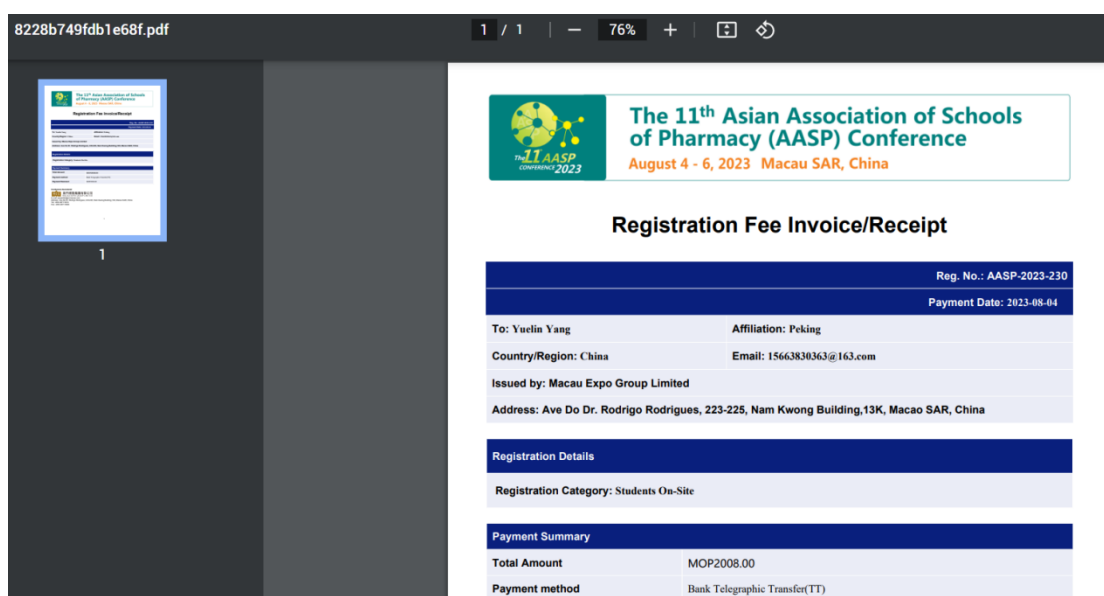 8228b749fdb1e68f.pdf
1 / 1 | − 76% +
The 11th Asian Association of Schools
of Pharmacy (AASP) Conference
August 4 - 6, 2023 Macau SAR, China
The 11 AASP
CONFERENCE 2023
Registration Fee Invoice/Receipt
Reg. No.: AASP-2023-230
Payment Date: 2023-08-04
To: Yuelin Yang Affiliation: Peking
Country/Region: China Email: 15663830363@163.com
Issued by: Macau Expo Group Limited
Address: Ave Do Dr. Rodrigo Rodrigues, 223-225, Nam Kwong Building,13K, Macao SAR, China
Registration Details
Registration Category: Students On-Site
Payment Summary
Total Amount MOP2008.00
Payment method Bank Telegraphic Transfer(TT)
1